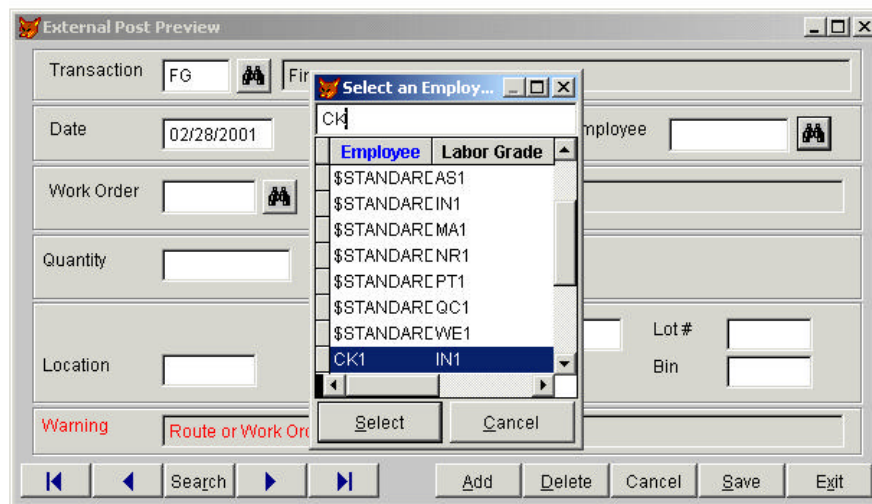 External Post Preview
Transaction FG Fir
Select an Employ...
CK
Date 02/28/2001 mployee
Employee Labor Grade
$STANDARD AS1
Work Order $STANDARD IN1
$STANDARD MA1
$STANDARD NR1
Quantity $STANDARD PT1
$STANDARD QC1
$STANDARD WE1 Lot #
Location CK1 IN1 Bin
Warning Route or Work Ord Select Cancel
Search Add Delete Cancel Save Exit